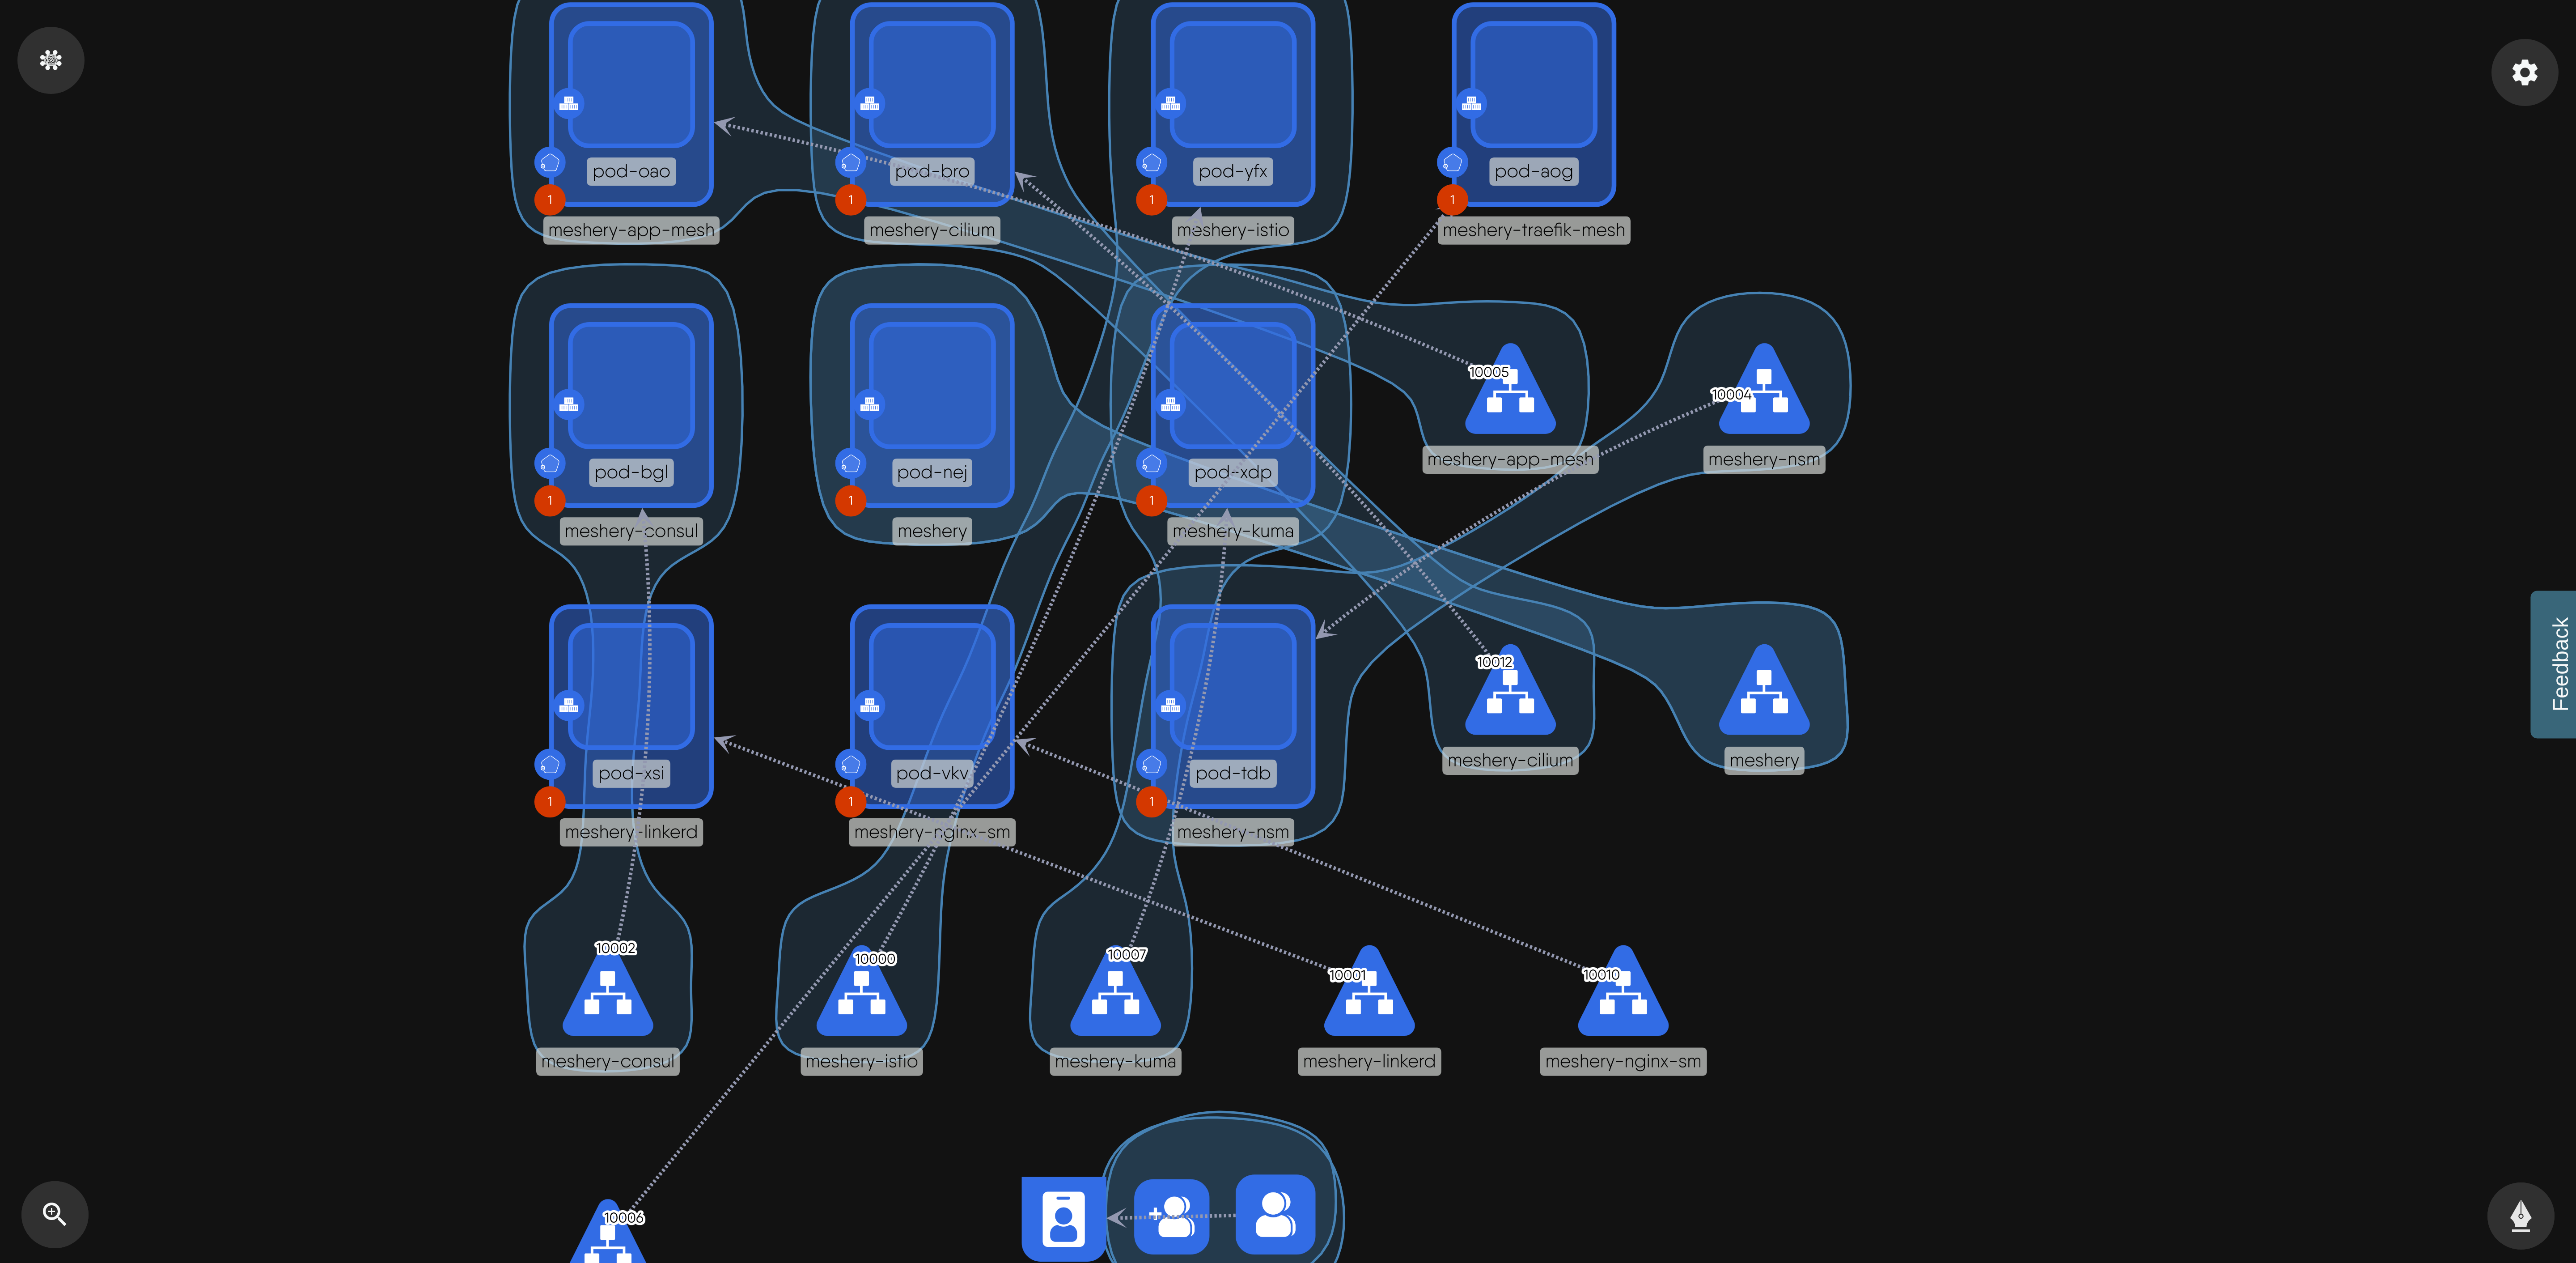 pod-oao
pod-bro
pod-yfx
pod-aog
1
1
1
1
meshery-app-mesh
meshery-cilium
meshery-istio
meshery-traefik-mesh
10005
10004
meshery-app-mesh
meshery-nsm
pod-bgl
pod-nej
pod-xdp
1
1
1
meshery-consul
meshery
meshery-kuma
Feedback
10012
meshery-cilium
meshery
pod-xsi
pod-vkv
pod-tdb
1
1
1
meshery-linkerd
meshery-nginx-sm
meshery-nsm
10002
10000
10007
10001
10010
meshery-consul
meshery-istio
meshery-kuma
meshery-linkerd
meshery-nginx-sm
10006